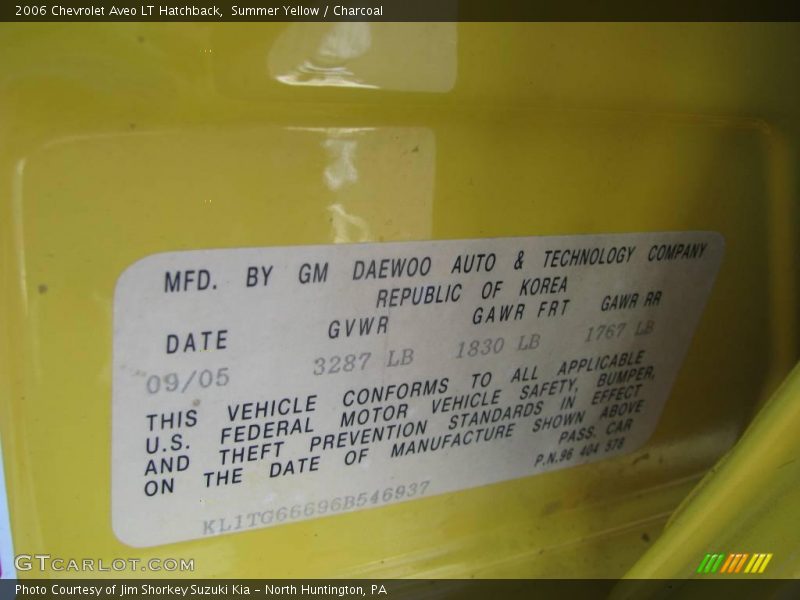 2006 Chevrolet Aveo LT Hatchback,  Summer Yellow / Charcoal
MFD. BY GM DAEWOO AUTO & TECHNOLOGY COMPANY
REPUBLIC OF KOREA
DATE GVWR GAWR FRT GAWR RR
09/05 3287 LB 1830 LB 1767 LB
THIS VEHICLE CONFORMS TO ALL APPLICABLE
U.S. FEDERAL MOTOR VEHICLE SAFETY, BUMPER,
AND THEFT PREVENTION STANDARDS IN EFFECT
ON THE DATE OF MANUFACTURE SHOWN ABOVE
PASS. CAR
P.N.96 404 578
KL1TG66696B546937
GTCARLOT.COM
Photo Courtesy of Jim Shorkey Suzuki Kia – North Huntington, PA